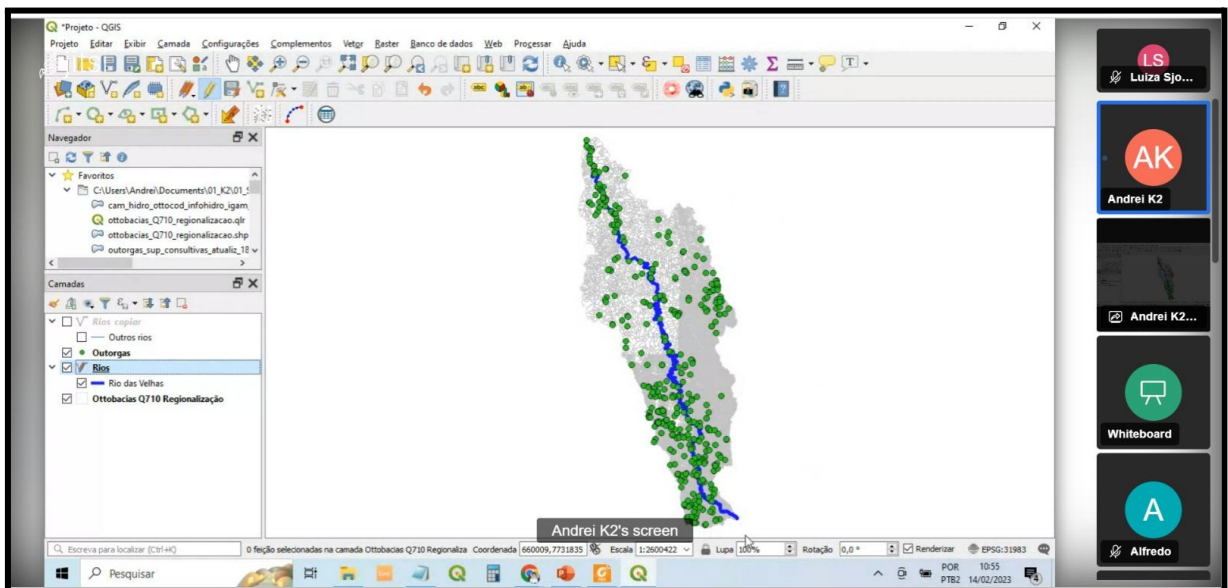 *Projeto - QGIS
Projeto Editar Exibir Camada Configurações Complementos Vetor Raster Banco de dados Web Processar Ajuda
Navegador
Favoritos
C:\Users\Andrei\Documents\01_K2\01_S
cam_hidro_ottocod_infohidro_igam_
ottobacias_Q710_regionalizacao.qlr
ottobacias_Q710_regionalizacao.shp
outorgas_sup_consultivas_atualiz_18
Camadas
Rios copiar
Outros rios
Outorgas
Rios
Rio das Velhas
Ottobacias Q710 Regionalização
Andrei K2's screen
Escreva para localizar (Ctrl+K)
0 feição selecionadas na camada Ottobacias Q710 Regionaliza
Coordenada 660009,7731835
Escala 1:2600422
Lupa 100%
Rotação 0,0 °
Renderizar
EPSG:31983
Pesquisar
POR
PTB2
10:55
14/02/2023
LS
Luiza Sjo...
AK
Andrei K2
Andrei K2...
Whiteboard
A
Alfredo